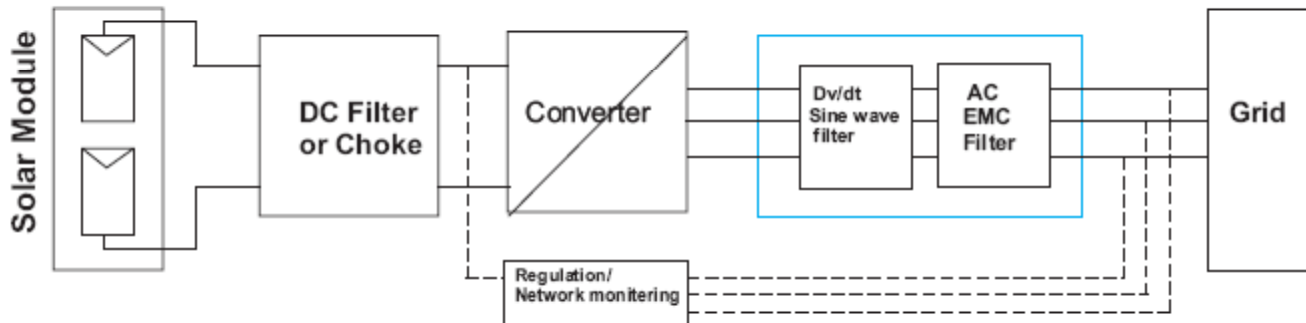 Solar Module
DC Filter
or Choke
Converter
Dv/dt
Sine wave
filter
AC
EMC
Filter
Grid
Regulation/
Network monitering